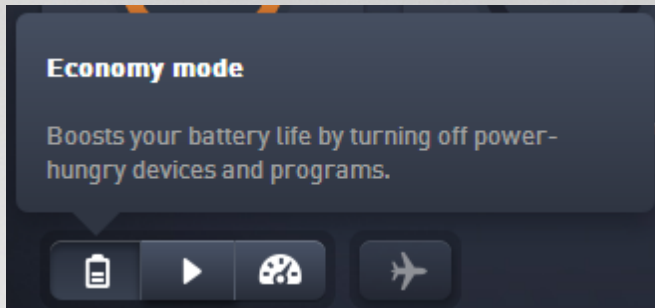 Economy mode
Boosts your battery life by turning off power-
hungry devices and programs.